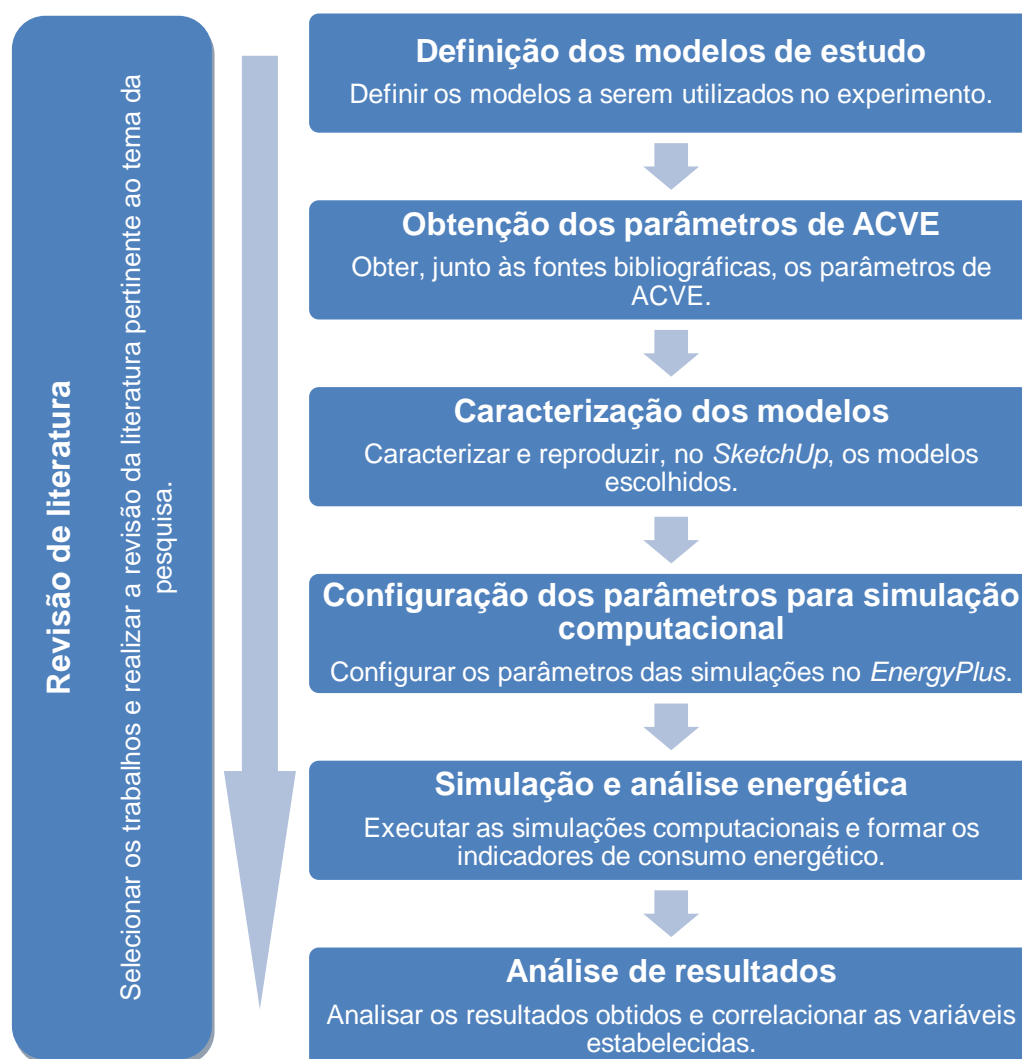 Revisão de literatura
Selecionar os trabalhos e realizar a revisão da literatura pertinente ao tema da
pesquisa.
Definição dos modelos de estudo
Definir os modelos a serem utilizados no experimento.
Obtenção dos parâmetros de ACVE
Obter, junto às fontes bibliográficas, os parâmetros de
ACVE.
Caracterização dos modelos
Caracterizar e reproduzir, no SketchUp, os modelos
escolhidos.
Configuração dos parâmetros para simulação
computacional
Configurar os parâmetros das simulações no EnergyPlus.
Simulação e análise energética
Executar as simulações computacionais e formar os
indicadores de consumo energético.
Análise de resultados
Analisar os resultados obtidos e correlacionar as variáveis
estabelecidas.